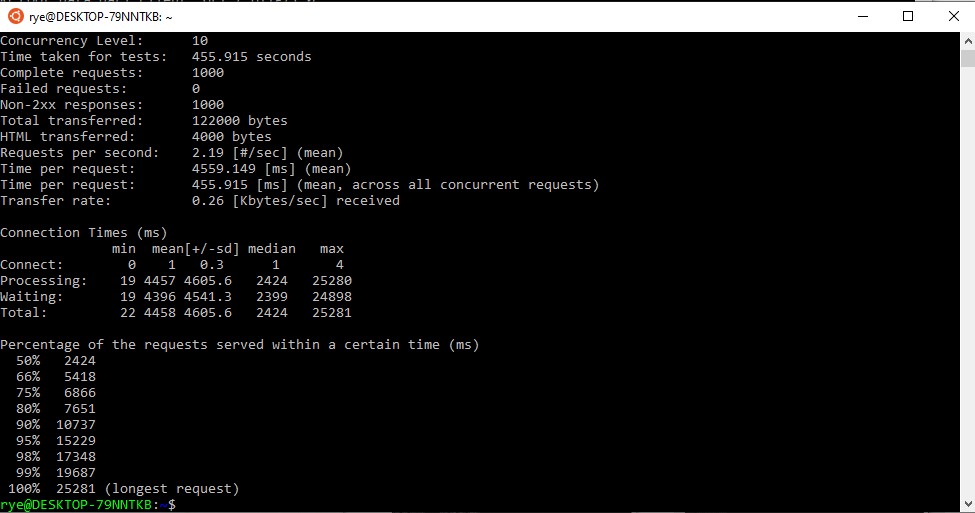 rye@DESKTOP-79NNTKB: ~
Concurrency Level:      10
Time taken for tests:   455.915 seconds
Complete requests:      1000
Failed requests:        0
Non-2xx responses:      1000
Total transferred:      122000 bytes
HTML transferred:       4000 bytes
Requests per second:    2.19 [#/sec] (mean)
Time per request:       4559.149 [ms] (mean)
Time per request:       455.915 [ms] (mean, across all concurrent requests)
Transfer rate:          0.26 [Kbytes/sec] received
Connection Times (ms)
              min  mean[+/-sd] median   max
Connect:        0    1   0.3      1       4
Processing:    19 4457 4605.6   2424   25280
Waiting:       19 4396 4541.3   2399   24898
Total:         22 4458 4605.6   2424   25281
Percentage of the requests served within a certain time (ms)
  50%   2424
  66%   5418
  75%   6866
  80%   7651
  90%  10737
  95%  15229
  98%  17348
  99%  19687
 100%  25281 (longest request)
rye@DESKTOP-79NNTKB:~$